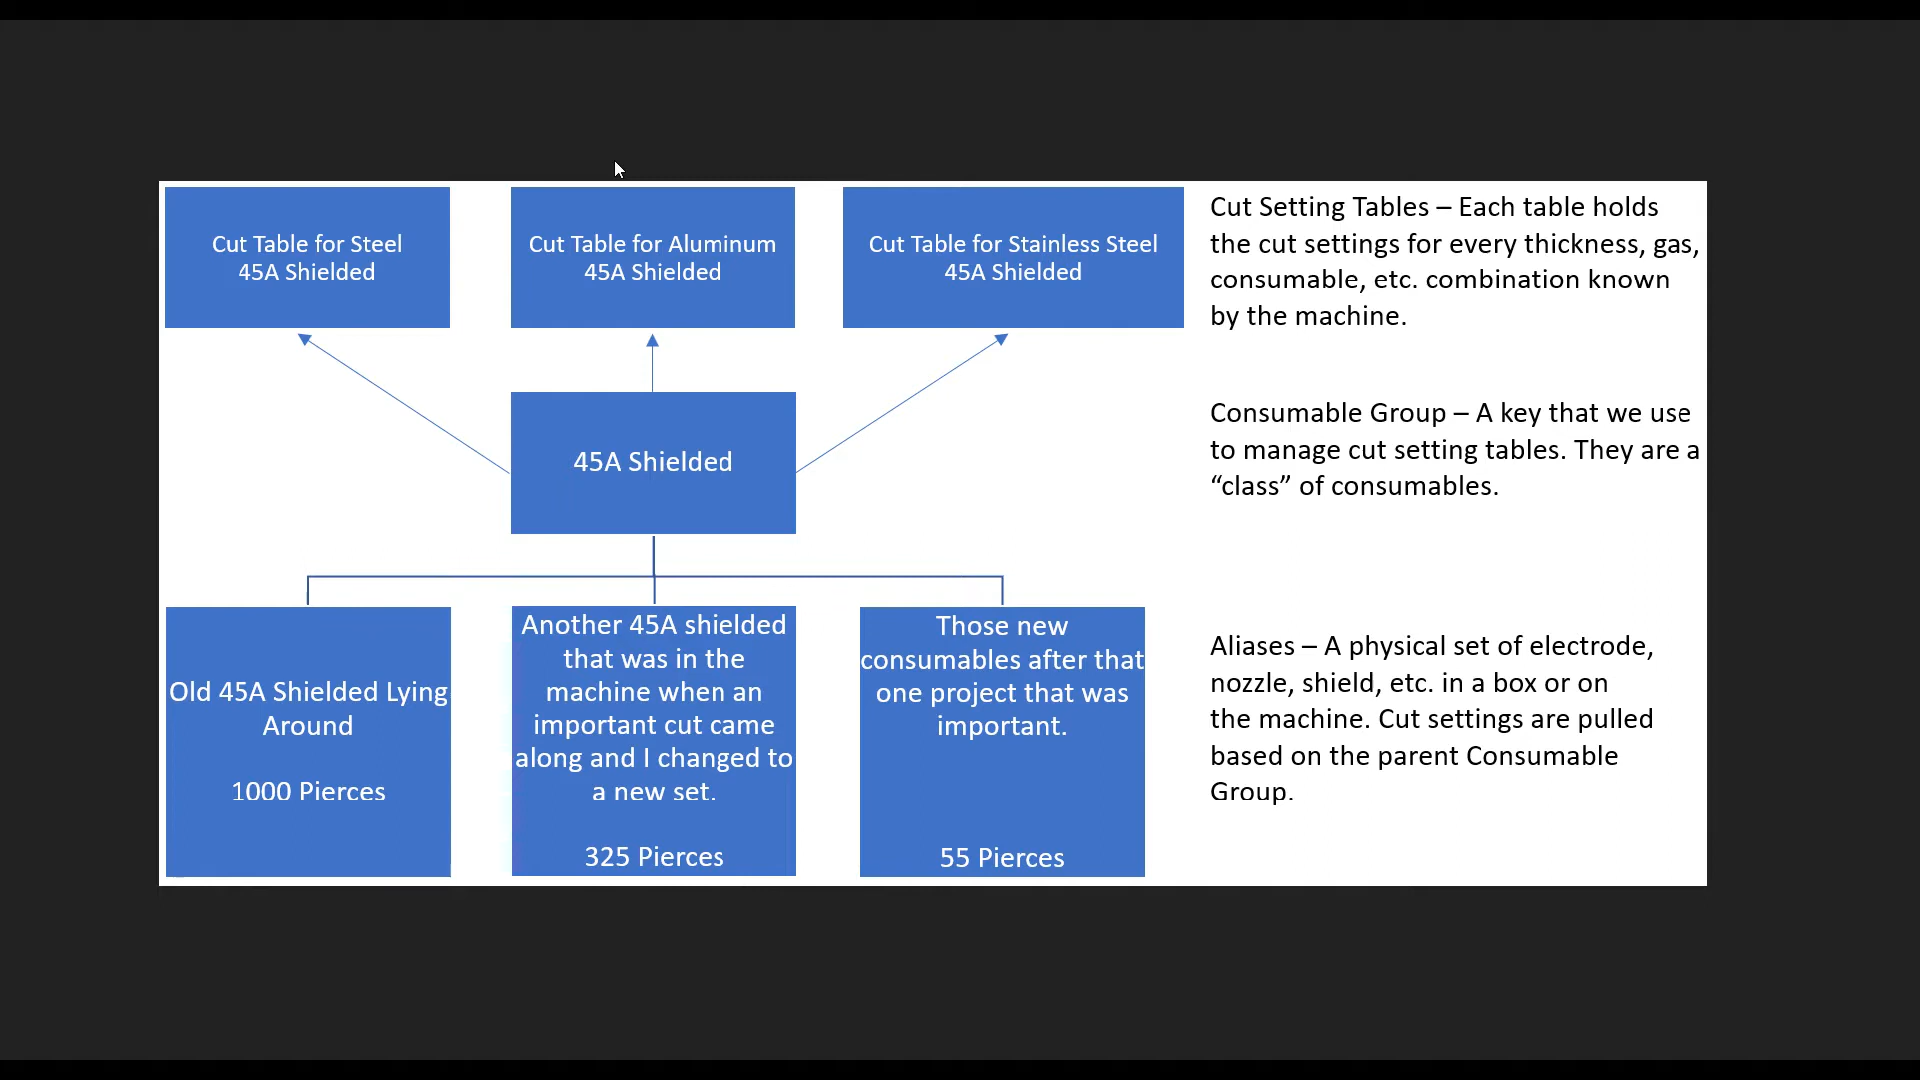 Cut Table for Steel
45A Shielded
Cut Table for Aluminum
45A Shielded
Cut Table for Stainless Steel
45A Shielded
Cut Setting Tables – Each table holds
the cut settings for every thickness, gas,
consumable, etc. combination known
by the machine.
45A Shielded
Consumable Group – A key that we use
to manage cut setting tables. They are a
“class” of consumables.
Old 45A Shielded Lying
Around
1000 Pierces
Another 45A shielded
that was in the
machine when an
important cut came
along and I changed to
a new set.
325 Pierces
Those new
consumables after that
one project that was
important.
55 Pierces
Aliases – A physical set of electrode,
nozzle, shield, etc. in a box or on
the machine. Cut settings are pulled
based on the parent Consumable
Group.